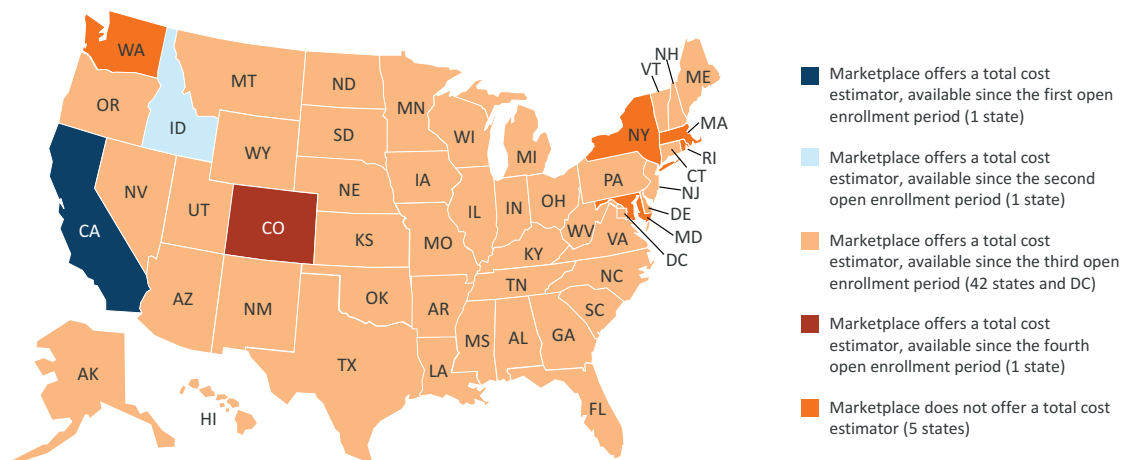 WA
OR
CA
NV
ID
MT
WY
UT
CO
AZ
NM
ND
SD
NE
KS
OK
TX
MN
IA
MO
AR
LA
WI
IL
MI
IN
OH
KY
TN
MS
AL
GA
FL
SC
NC
VA
WV
PA
NY
VT
NH
ME
MA
RI
CT
NJ
DE
MD
DC
AK
HI
Marketplace offers a total cost
estimator, available since the first open
enrollment period (1 state)
Marketplace offers a total cost
estimator, available since the second
open enrollment period (1 state)
Marketplace offers a total cost
estimator, available since the third open
enrollment period (42 states and DC)
Marketplace offers a total cost
estimator, available since the fourth
open enrollment period (1 state)
Marketplace does not offer a total cost
estimator (5 states)